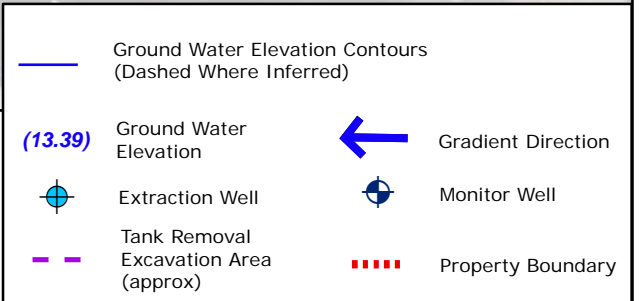 Ground Water Elevation Contours
(Dashed Where Inferred)
(13.39)
Ground Water
Elevation
Gradient Direction
Extraction Well
Monitor Well
Tank Removal
Excavation Area
(approx)
Property Boundary